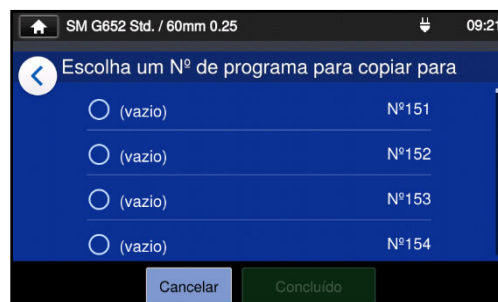 SM G652 Std. / 60mm 0.25 09:21
Escolha um Nº de programa para copiar para
(vazio) Nº151
(vazio) Nº152
(vazio) Nº153
(vazio) Nº154
Cancelar Concluído